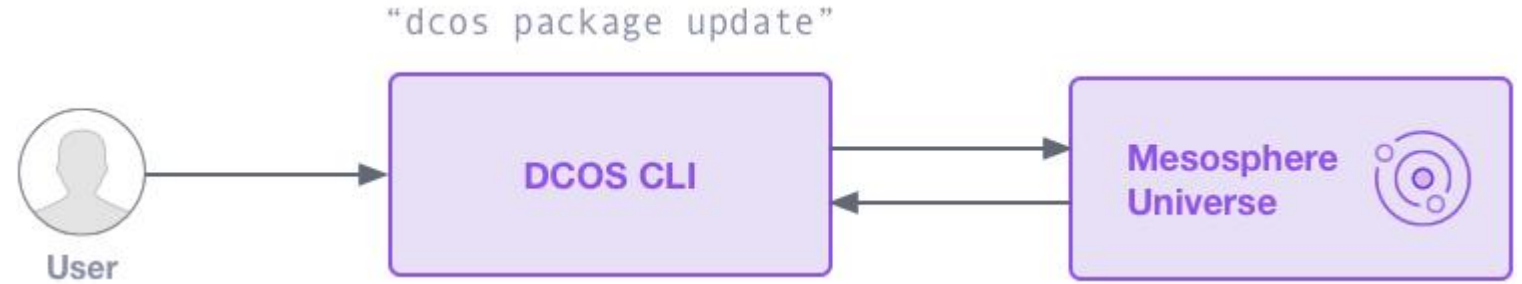 “dcos package update”
DCOS CLI
Mesosphere
Universe
User